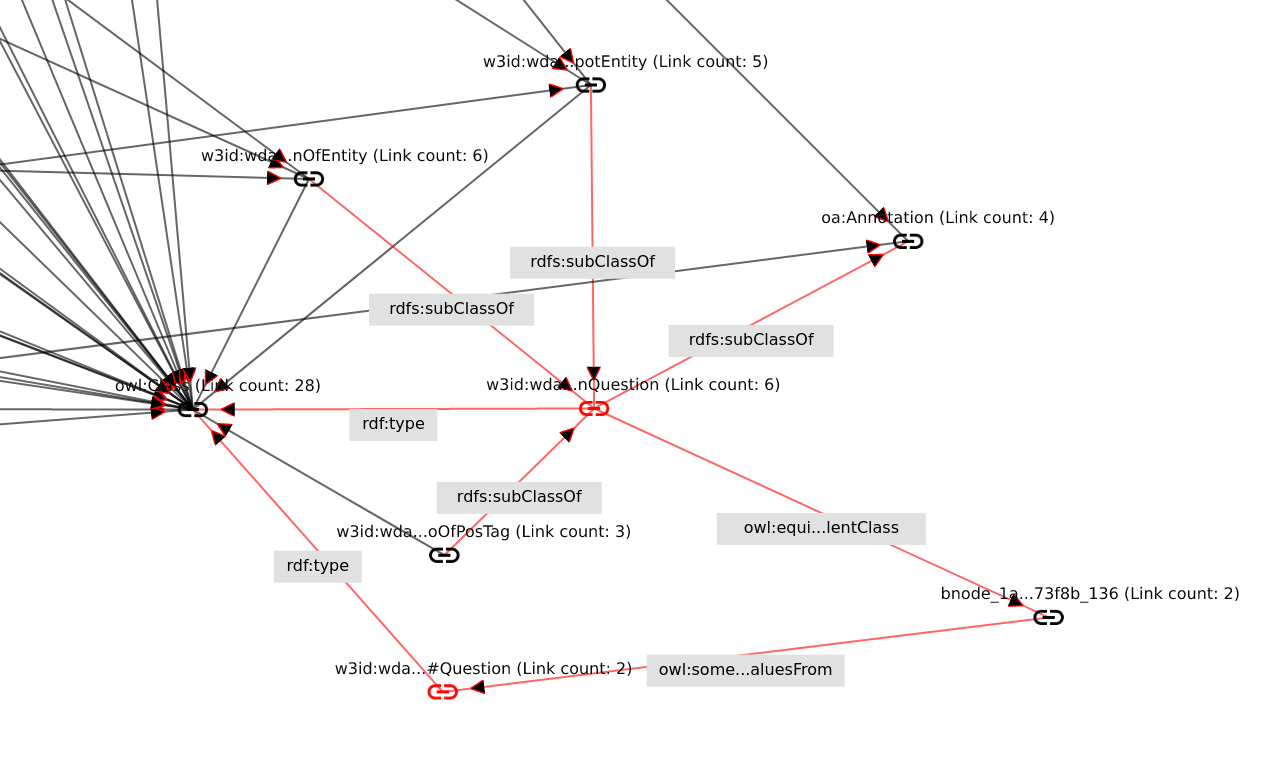 w3id:wda...potEntity (Link count: 5)
w3id:wda...nOfEntity (Link count: 6)
oa:Annotation (Link count: 4)
rdfs:subClassOf
rdfs:subClassOf
rdfs:subClassOf
owl:Class (Link count: 28)
w3id:wda...nQuestion (Link count: 6)
rdf:type
rdfs:subClassOf
w3id:wda...oOfPosTag (Link count: 3)
owl:equi...lentClass
rdf:type
bnode_1a...73f8b_136 (Link count: 2)
w3id:wda...#Question (Link count: 2)
owl:some...aluesFrom